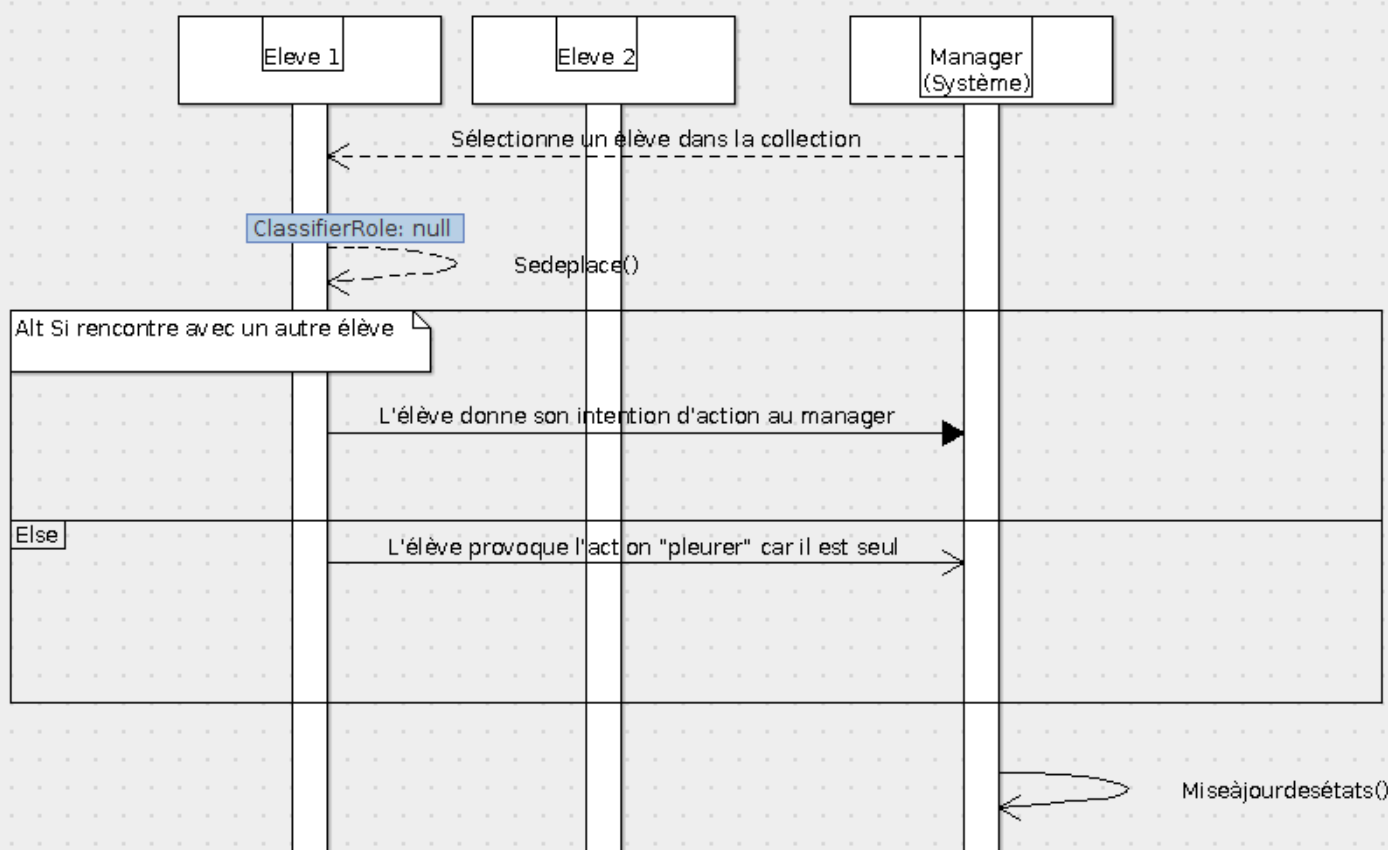 Eleve 1
Eleve 2
Manager
(Système)
Sélectionne un élève dans la collection
ClassifierRole: null
Sedeplace()
Alt Si rencontre avec un autre élève
L'élève donne son intention d'action au manager
Else
L'élève provoque l'action "pleurer" car il est seul
Miseàjourdesétats()